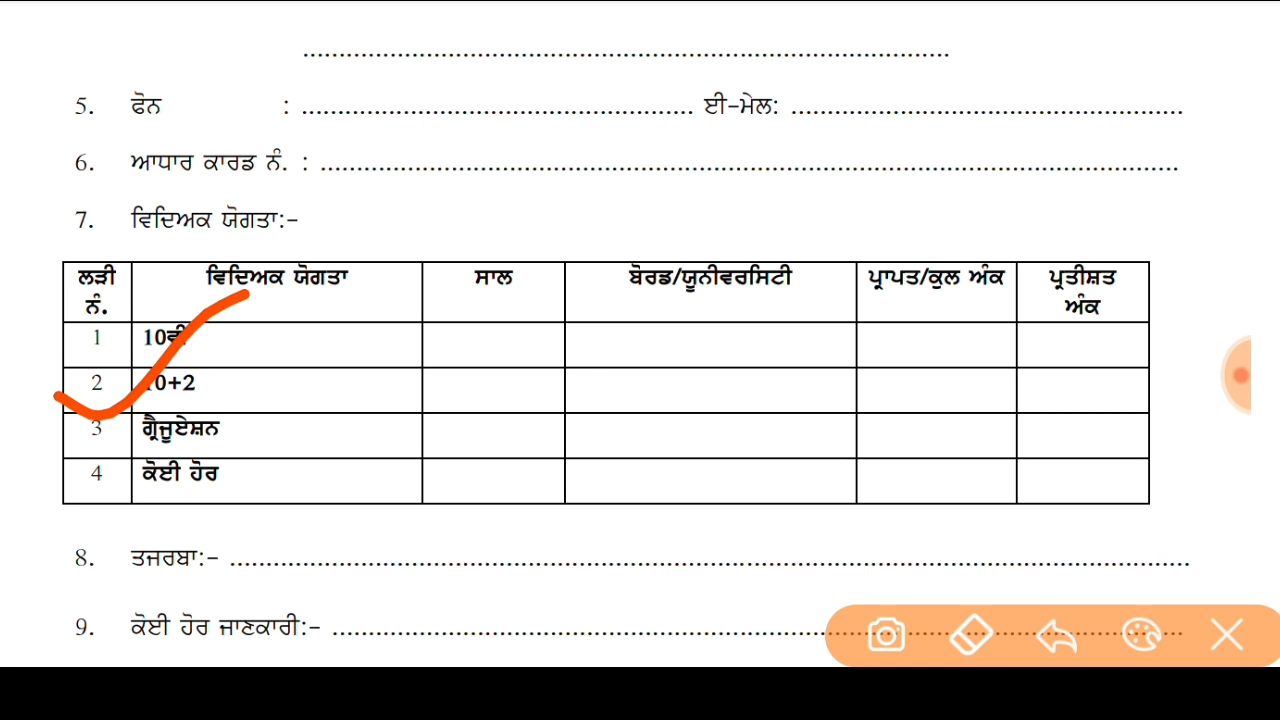 ....................................................................................
5. ਫੋਨ : ................................................... ਈ-ਮੇਲ: ...................................................
6. ਆਧਾਰ ਕਾਰਡ ਨੰ. : ................................................................................................................
7. ਵਿਦਿਅਕ ਯੋਗਤਾ:-
ਲੜੀ ਨੰ. ਵਿਦਿਅਕ ਯੋਗਤਾ ਸਾਲ ਬੋਰਡ/ਯੂਨੀਵਰਸਿਟੀ ਪ੍ਰਾਪਤ/ਕੁਲ ਅੰਕ ਪ੍ਰਤੀਸ਼ਤ ਅੰਕ
1 10ਵੀਂ
2 10+2
3 ਗ੍ਰੈਜੂਏਸ਼ਨ
4 ਕੋਈ ਹੋਰ
8. ਤਜਰਬਾ:- .............................................................................................................................
9. ਕੋਈ ਹੋਰ ਜਾਣਕਾਰੀ:- ...............................................................................................................